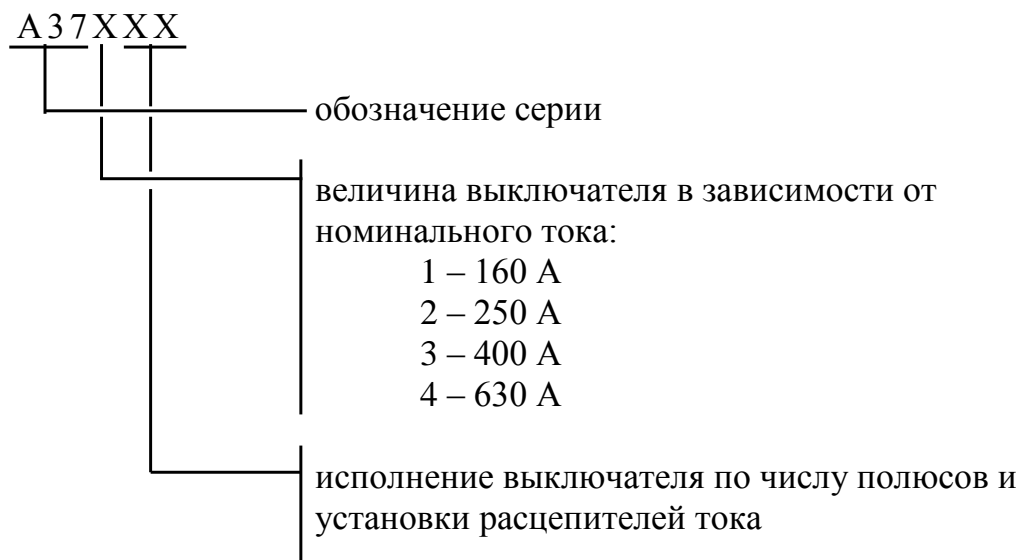 А37ХХХ
обозначение серии
величина выключателя в зависимости от
номинального тока:
1 – 160 А
2 – 250 А
3 – 400 А
4 – 630 А
исполнение выключателя по числу полюсов и
установки расцепителей тока